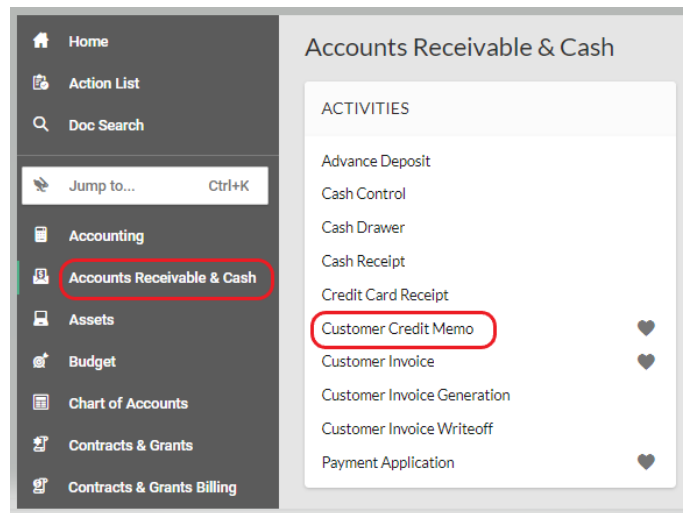 Home
Action List
Doc Search
Jump to... Ctrl+K
Accounting
Accounts Receivable & Cash
Assets
Budget
Chart of Accounts
Contracts & Grants
Contracts & Grants Billing
Accounts Receivable & Cash
ACTIVITIES
Advance Deposit
Cash Control
Cash Drawer
Cash Receipt
Credit Card Receipt
Customer Credit Memo
Customer Invoice
Customer Invoice Generation
Customer Invoice Writeoff
Payment Application